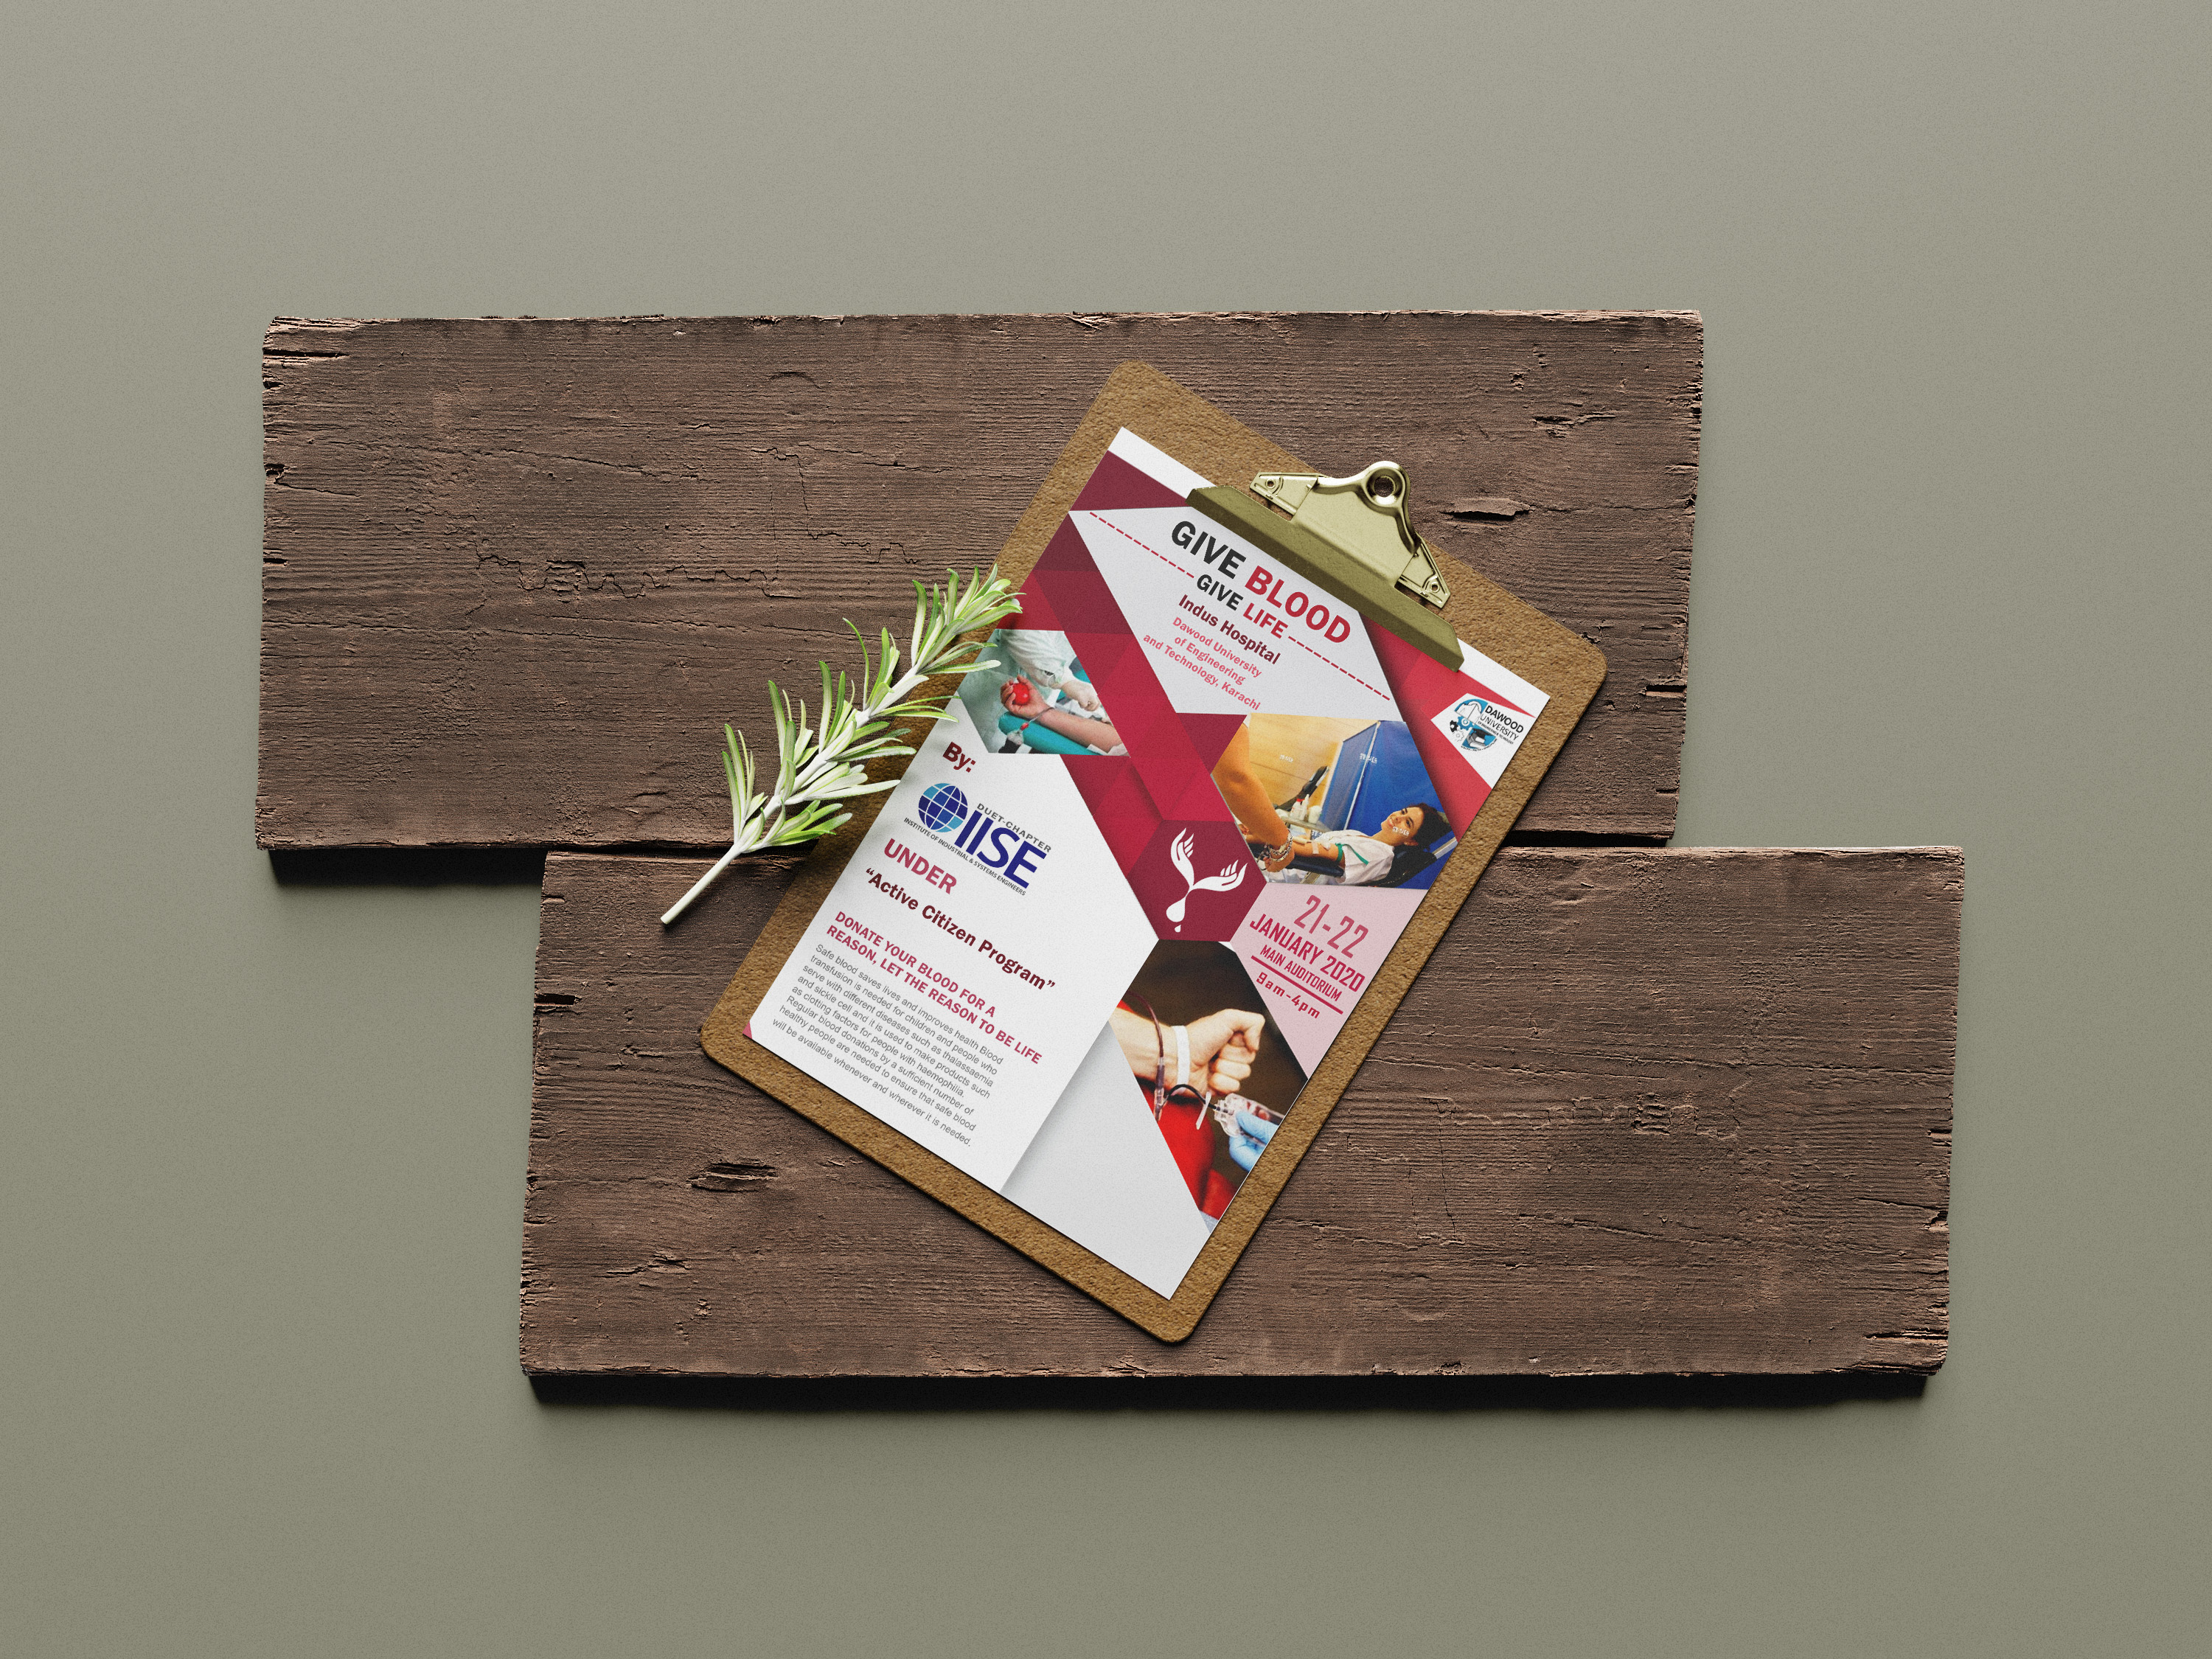 GIVE BLOOD
GIVE LIFE
Indus Hospital
Dawood University
of Engineering
and Technology, Karachi
DAWOOD
UNIVERSITY
By:
DUET-CHAPTER
IISE
INSTITUTE OF INDUSTRIAL & SYSTEMS ENGINEERS
UNDER
“Active Citizen Program”
DONATE YOUR BLOOD FOR A
REASON, LET THE REASON TO BE LIFE
Safe blood saves lives and improves health Blood
transfusion is needed for children and people who
serve with different diseases such as thalassaemia
and sickle cell and it is used to make products such
as clotting factors for people with haemophilia.
Regular blood donations by a sufficient number of
healthy people are needed to ensure that safe blood
will be available whenever and wherever it is needed.
21-22
JANUARY 2020
MAIN AUDITORIUM
9am-4pm